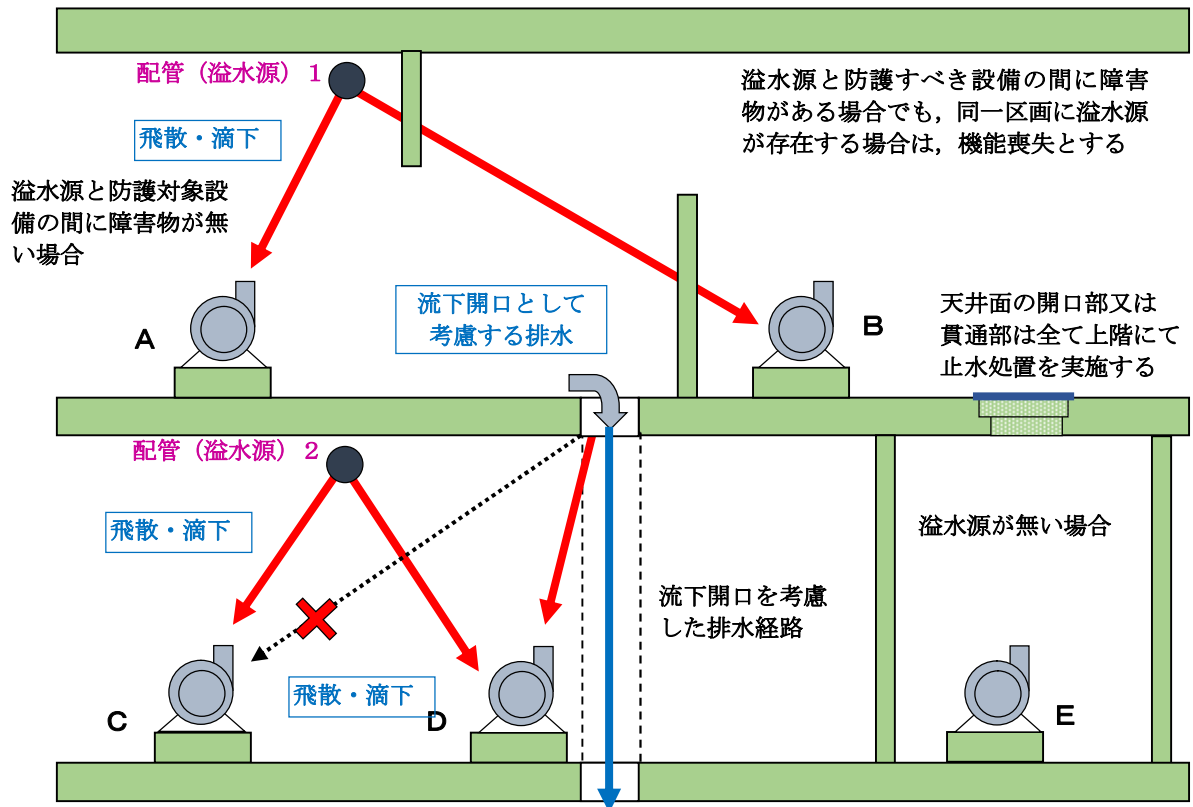 配管（溢水源）１
溢水源と防護すべき設備の間に障害
物がある場合でも，同一区画に溢水源
が存在する場合は，機能喪失とする
飛散・滴下
溢水源と防護対象設
備の間に障害物が無
い場合
流下開口として
考慮する排水
天井面の開口部又は
貫通部は全て上階にて
止水処置を実施する
A
B
配管（溢水源）２
飛散・滴下
溢水源が無い場合
流下開口を考慮
した排水経路
飛散・滴下
C
D
E